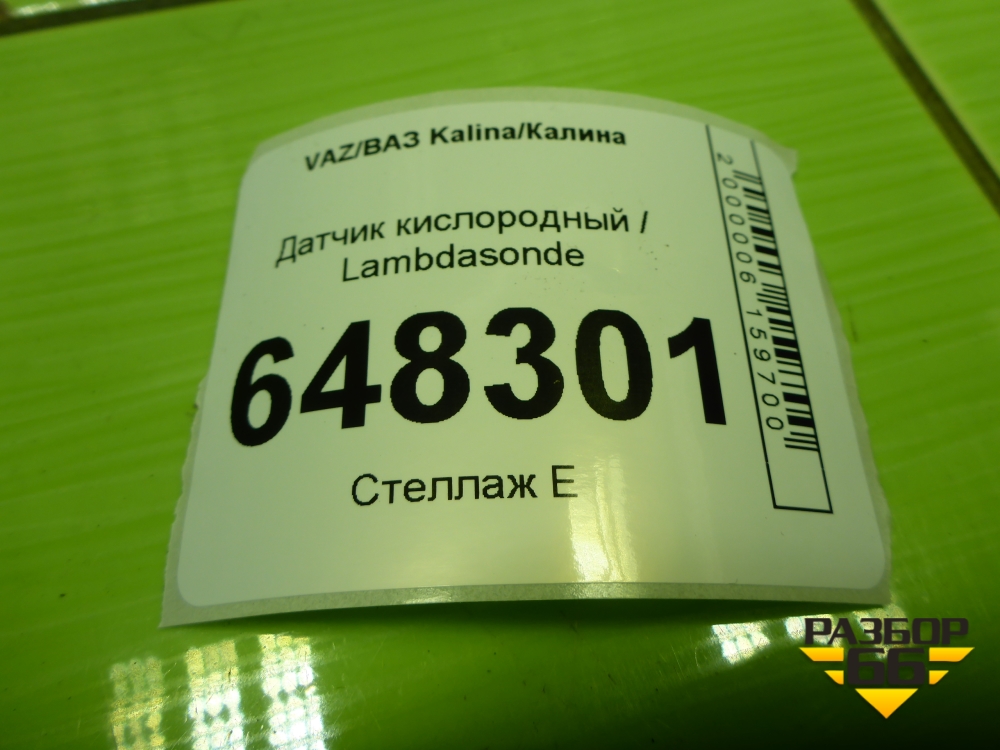 VAZ/ВАЗ Kalina/Калина
Датчик кислородный /
Lambdasonde
648301
Стеллаж Е
2000006159700
РАЗБОР
66